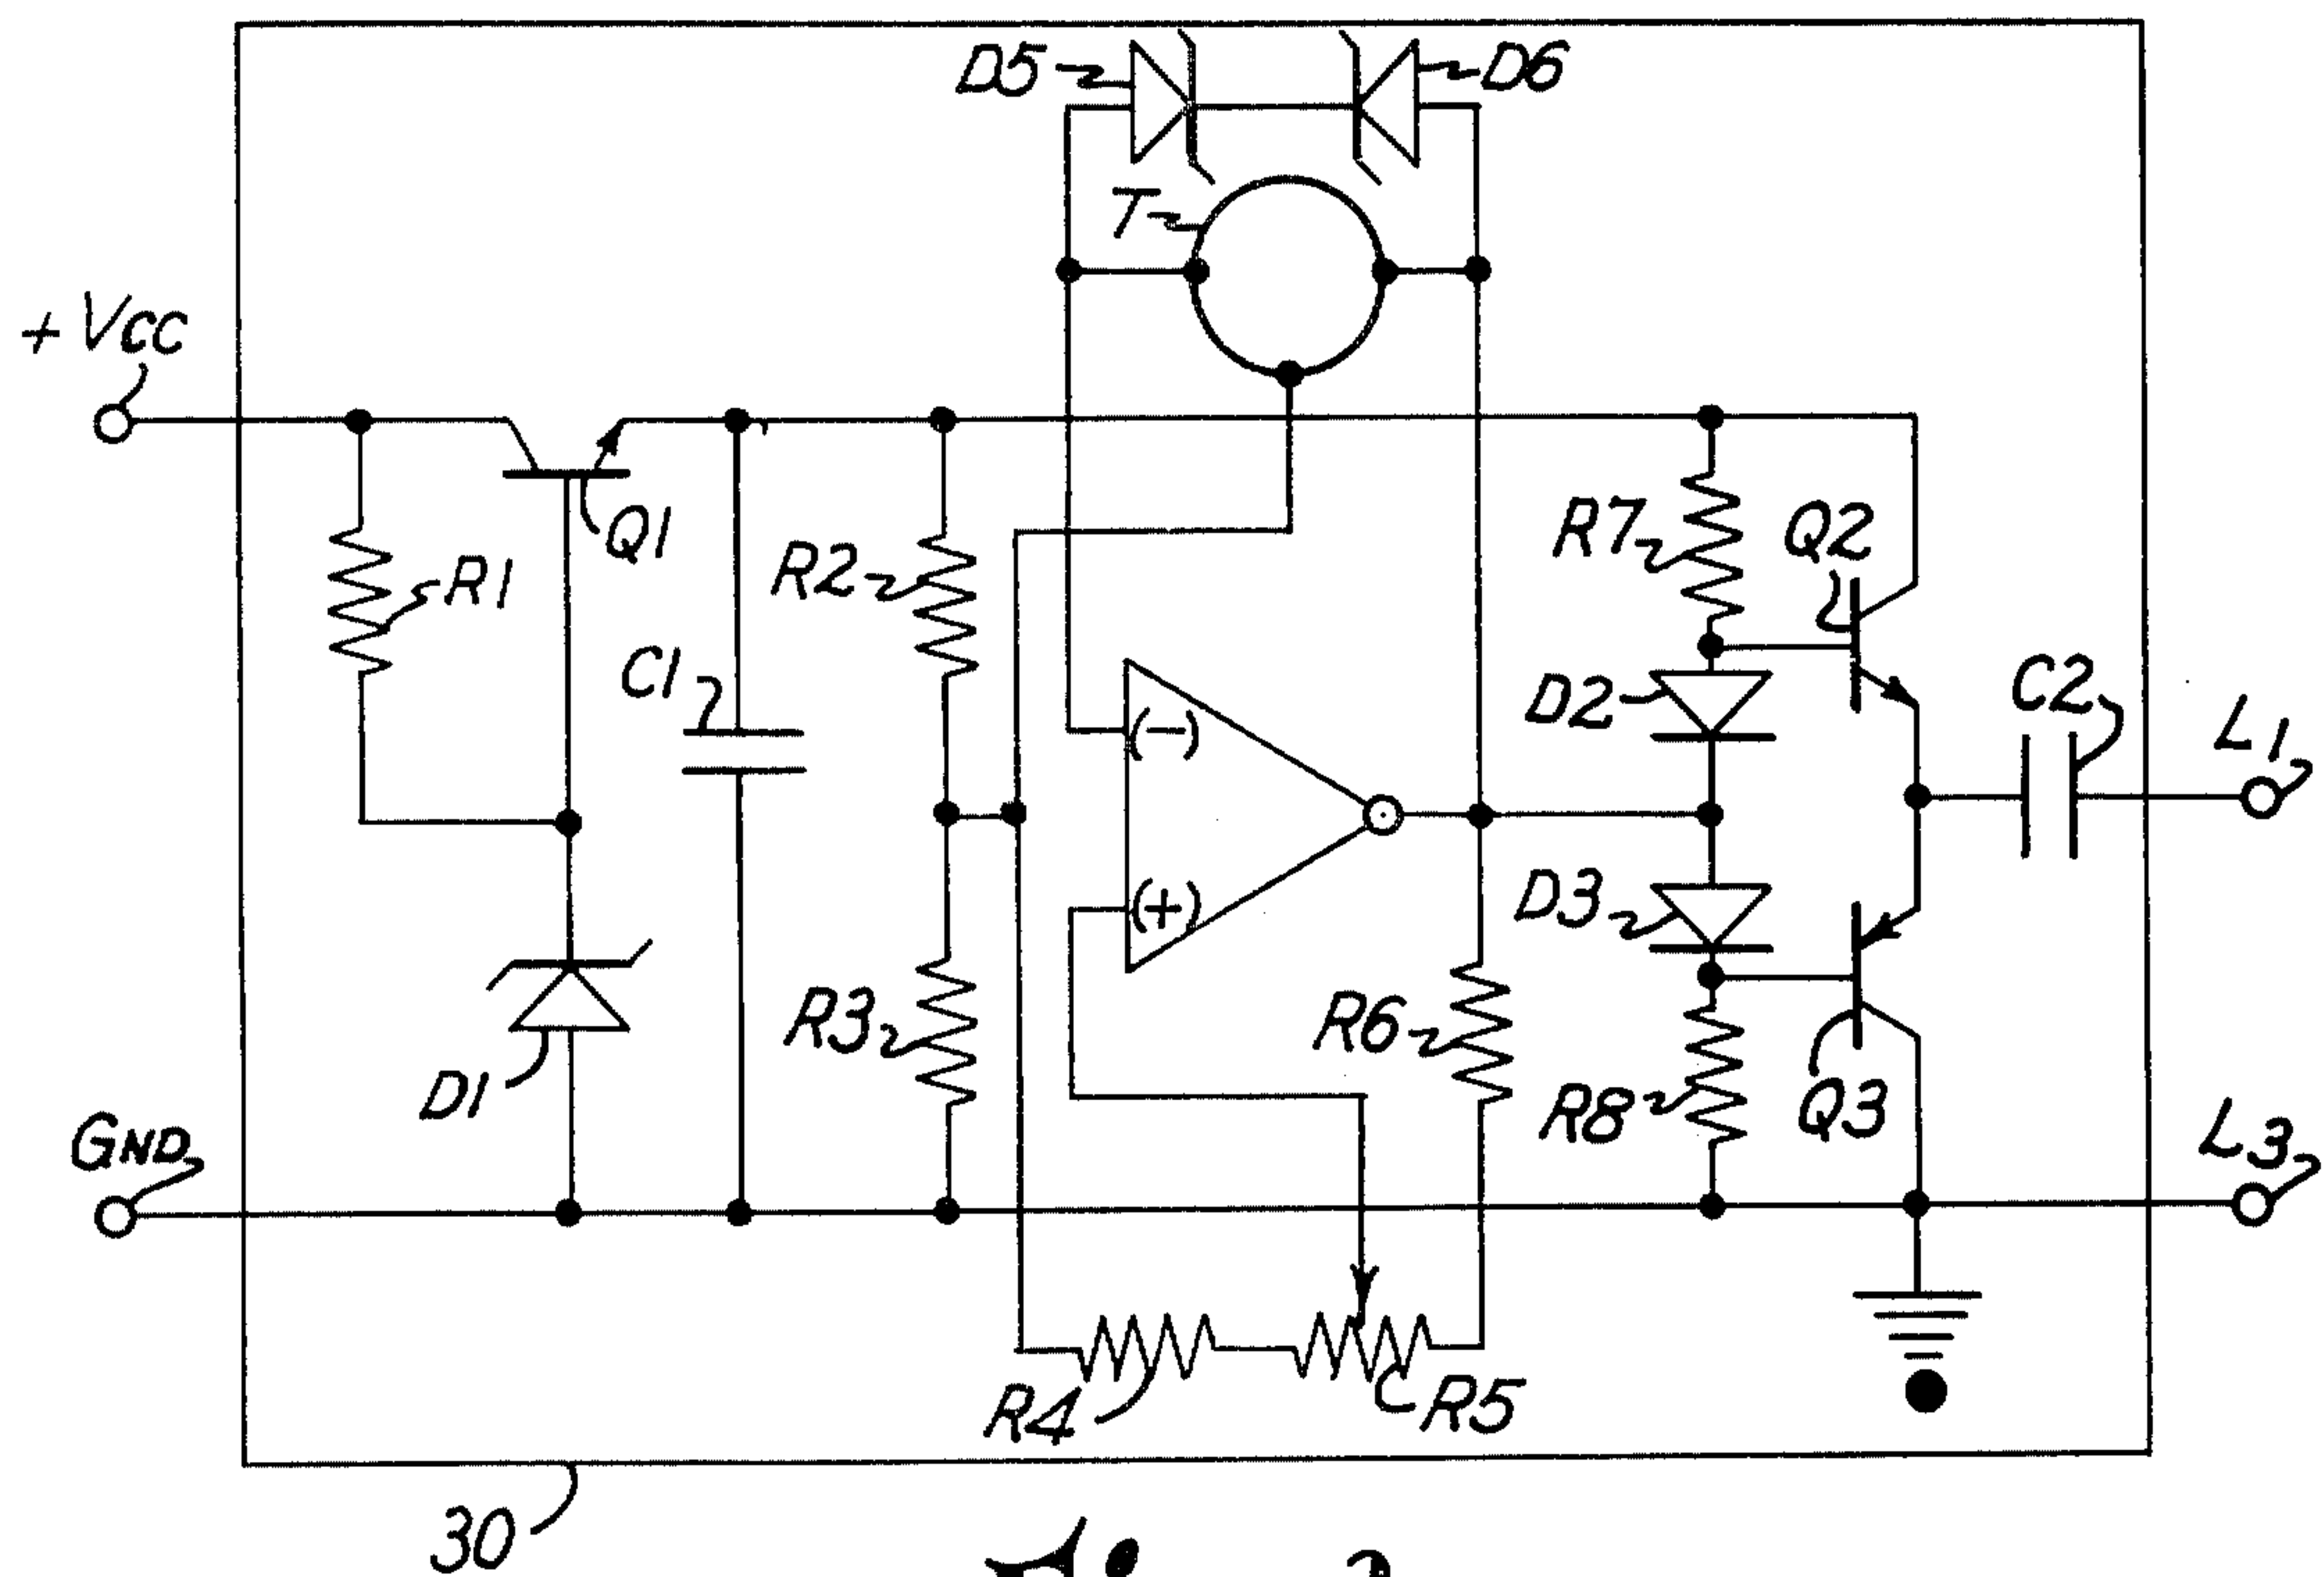 D5
D6
T
+Vcc
Q1
R1
R2
R7
Q2
C1
D2
C2
L1
(-)
(+)
D3
R3
R6
D1
R8
Q3
GND
L3
R4
R5
30